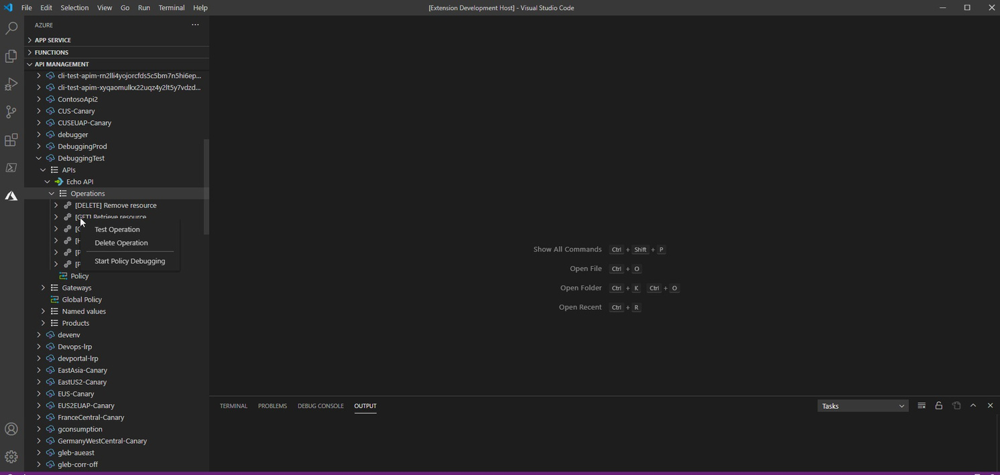 File Edit Selection View Go Run Terminal Help
[Extension Development Host] - Visual Studio Code
AZURE
APP SERVICE
FUNCTIONS
API MANAGEMENT
cli-test-apim-rn2lli4yojorcfds5c5bm7n5hi6ep...
cli-test-apim-xyqaomulkx22uqz4y2lt5y7vdzd...
ContosoApi2
CUS-Canary
CUSEUAP-Canary
debugger
DebuggingProd
DebuggingTest
APIs
Echo API
Operations
[DELETE] Remove resource
[GET] Retrieve resource
Test Operation
Delete Operation
Start Policy Debugging
Policy
Gateways
Global Policy
Named values
Products
devenv
Devops-lrp
devportal-lrp
EastAsia-Canary
EastUS2-Canary
EUS-Canary
EUS2EUAP-Canary
FranceCentral-Canary
gconsumption
GermanyWestCentral-Canary
gleb-aueast
gleb-corr-off
Show All Commands Ctrl + Shift + P
Open File Ctrl + O
Open Folder Ctrl + K Ctrl + O
Open Recent Ctrl + R
TERMINAL PROBLEMS DEBUG CONSOLE OUTPUT
Tasks